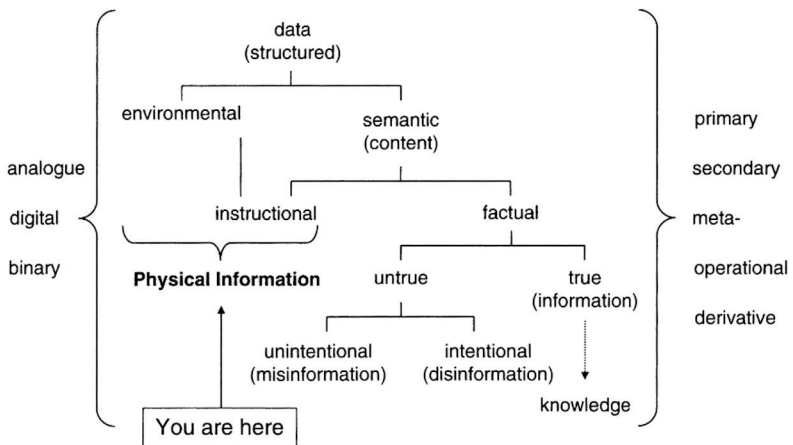 data
(structured)
environmental
semantic
(content)
analogue
digital
binary
instructional
factual
Physical Information
untrue
true
(information)
unintentional
(misinformation)
intentional
(disinformation)
knowledge
You are here
primary
secondary
meta-
operational
derivative